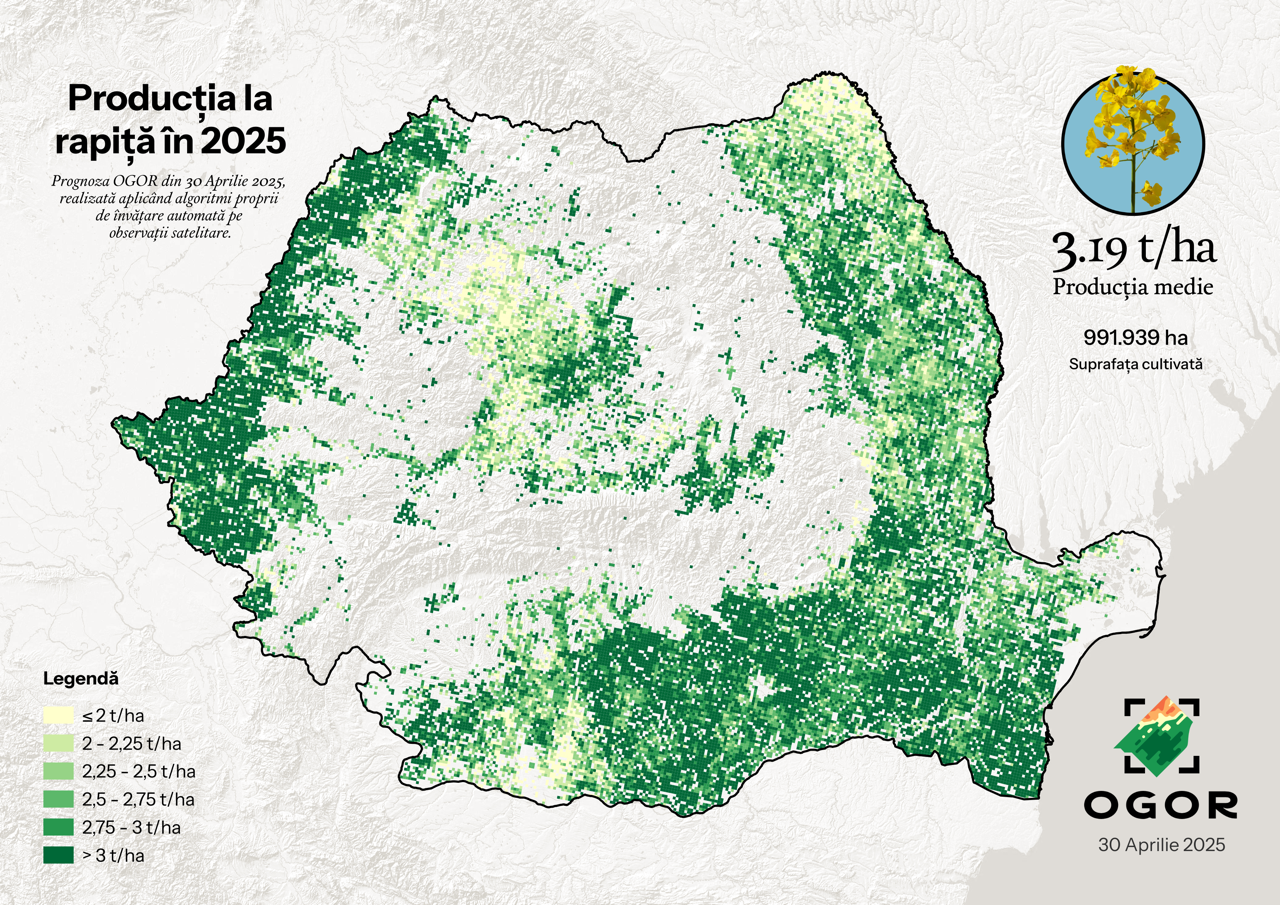 Producția la
rapiță în 2025
Prognoza OGOR din 30 Aprilie 2025,
realizată aplicând algoritmi proprii
de învățare automată pe
observații satelitare.
3.19 t/ha
Producția medie
991.939 ha
Suprafața cultivată
Legendă
≤ 2 t/ha
2 - 2,25 t/ha
2,25 - 2,5 t/ha
2,5 - 2,75 t/ha
2,75 - 3 t/ha
> 3 t/ha
OGOR
30 Aprilie 2025